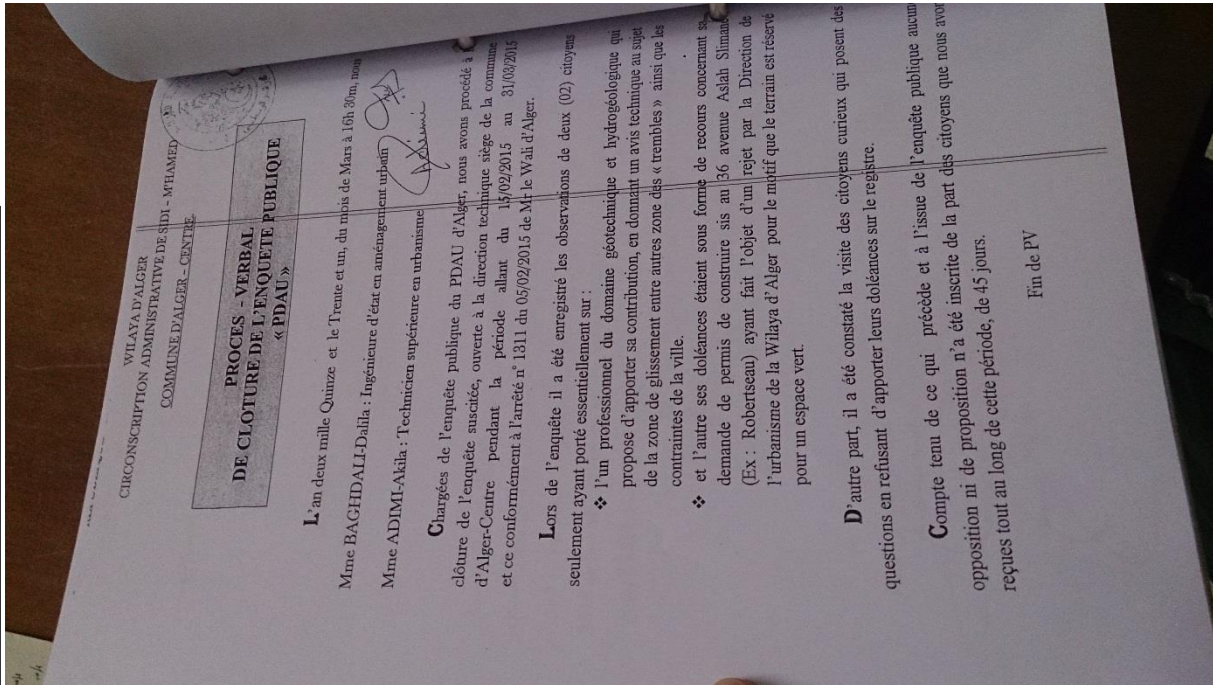 WILAYA D'ALGER
CIRCONSCRIPTION ADMINISTRATIVE DE SIDI - M'HAMED
COMMUNE D'ALGER - CENTRE
PROCES - VERBAL
DE CLOTURE DE L'ENQUETE PUBLIQUE
« PDAU »
L'an deux mille Quinze et le Trente et un, du mois de Mars à 16h 30m, nous
Mme BAGHDALI-Dalila : Ingénieure d'état en aménagement urbain
Mme ADIMI-Akila : Technicien supérieure en urbanisme
Chargées de l'enquête publique du PDAU d'Alger, nous avons procédé à
clôture de l'enquête suscitée, ouverte à la direction technique siège de la commune
d'Alger-Centre pendant la période allant du 15/02/2015 au 31/03/2015
et ce conformément à l'arrêté n° 1311 du 05/02/2015 de Mr le Wali d'Alger.
Lors de l'enquête il a été enregistré les observations de deux (02) citoyens
seulement ayant porté essentiellement sur :
❖ l'un professionnel du domaine géotechnique et hydrogéologique qui
propose d'apporter sa contribution, en donnant un avis technique au sujet
de la zone de glissement entre autres zone des « trembles » ainsi que les
contraintes de la ville.
❖ et l'autre ses doléances étaient sous forme de recours concernant sa
demande de permis de construire sis au 36 avenue Aslah Slimane
(Ex : Robertseau) ayant fait l'objet d'un rejet par la Direction de
l'urbanisme de la Wilaya d'Alger pour le motif que le terrain est réservé
pour un espace vert.
D'autre part, il a été constaté la visite des citoyens curieux qui posent des
questions en refusant d'apporter leurs doléances sur le registre.
Compte tenu de ce qui précède et à l'issue de l'enquête publique aucun
opposition ni de proposition n'a été inscrite de la part des citoyens que nous avon
reçues tout au long de cette période, de 45 jours.
Fin de PV